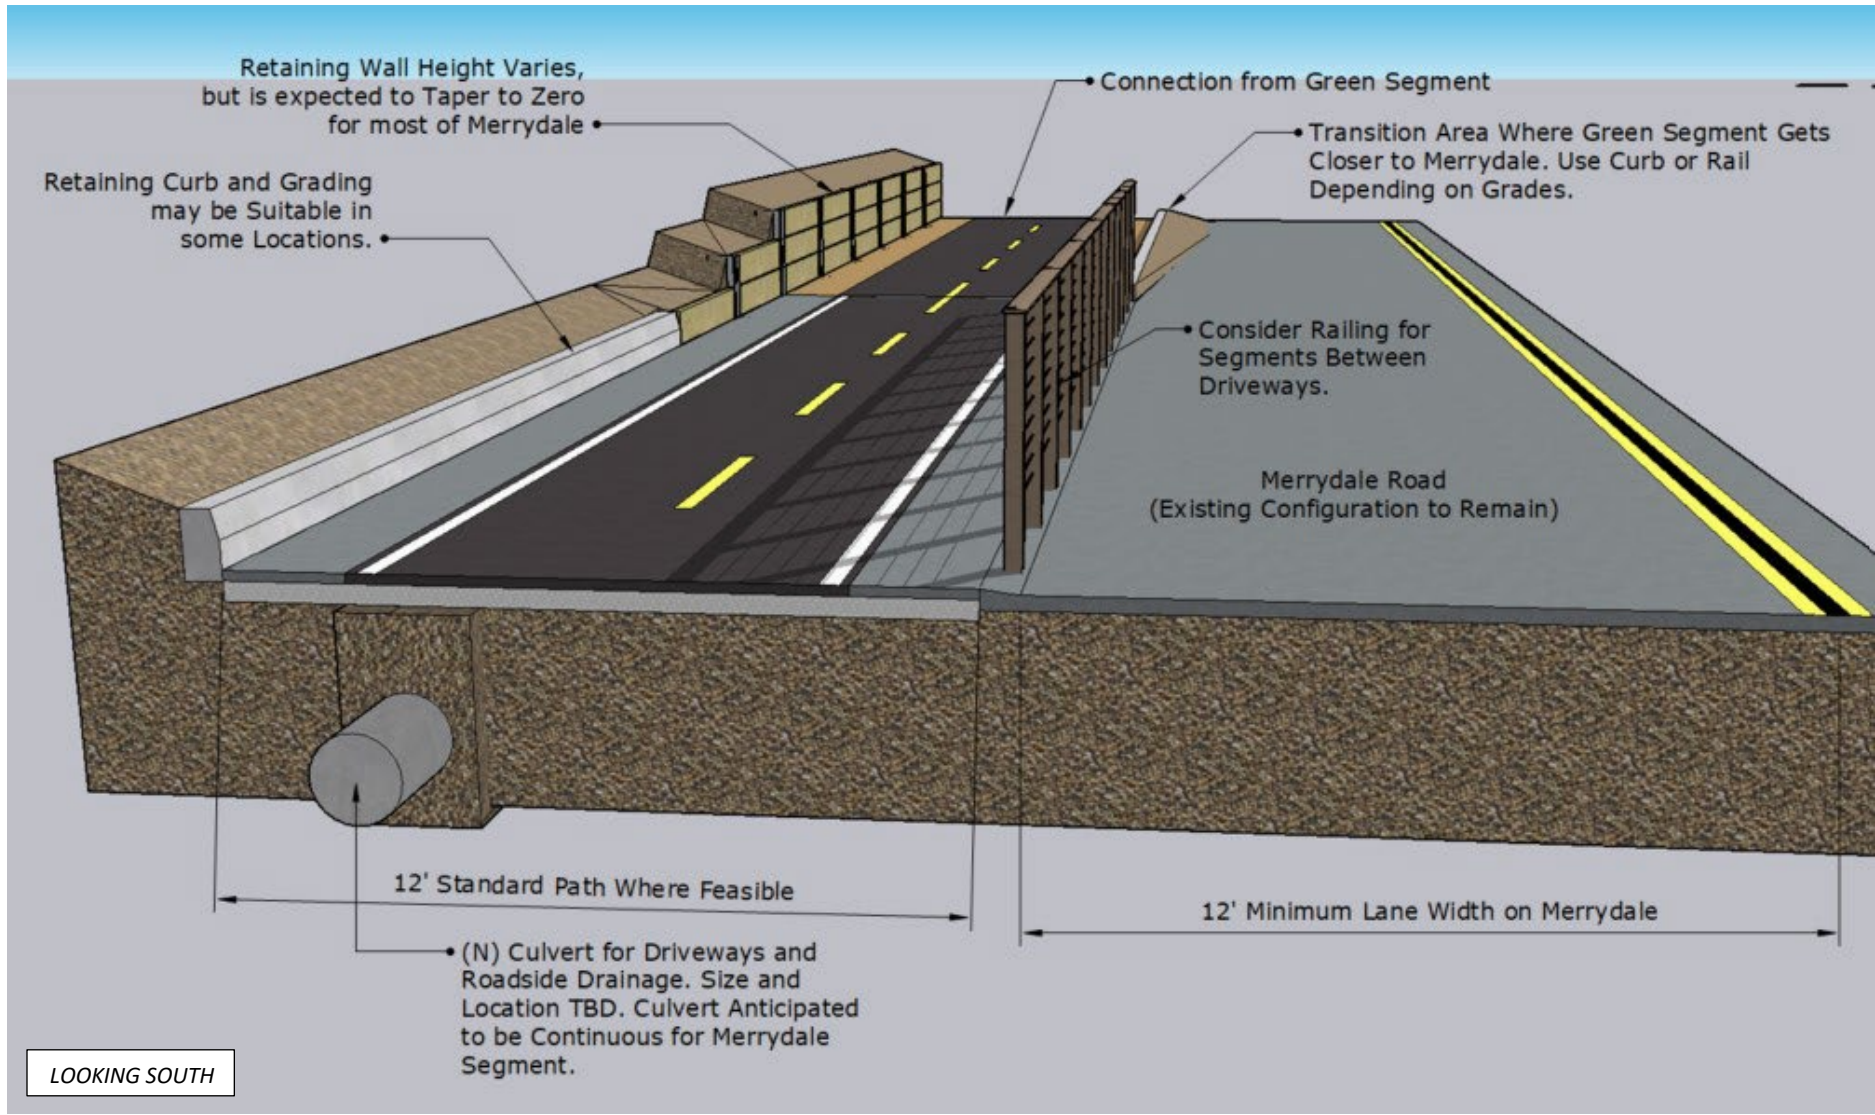 Retaining Wall Height Varies,
but is expected to Taper to Zero
for most of Merrydale
Connection from Green Segment
Transition Area Where Green Segment Gets
Closer to Merrydale. Use Curb or Rail
Depending on Grades.
Retaining Curb and Grading
may be Suitable in
some Locations.
Consider Railing for
Segments Between
Driveways.
Merrydale Road
(Existing Configuration to Remain)
12' Standard Path Where Feasible
12' Minimum Lane Width on Merrydale
(N) Culvert for Driveways and
Roadside Drainage. Size and
Location TBD. Culvert Anticipated
to be Continuous for Merrydale
Segment.
LOOKING SOUTH